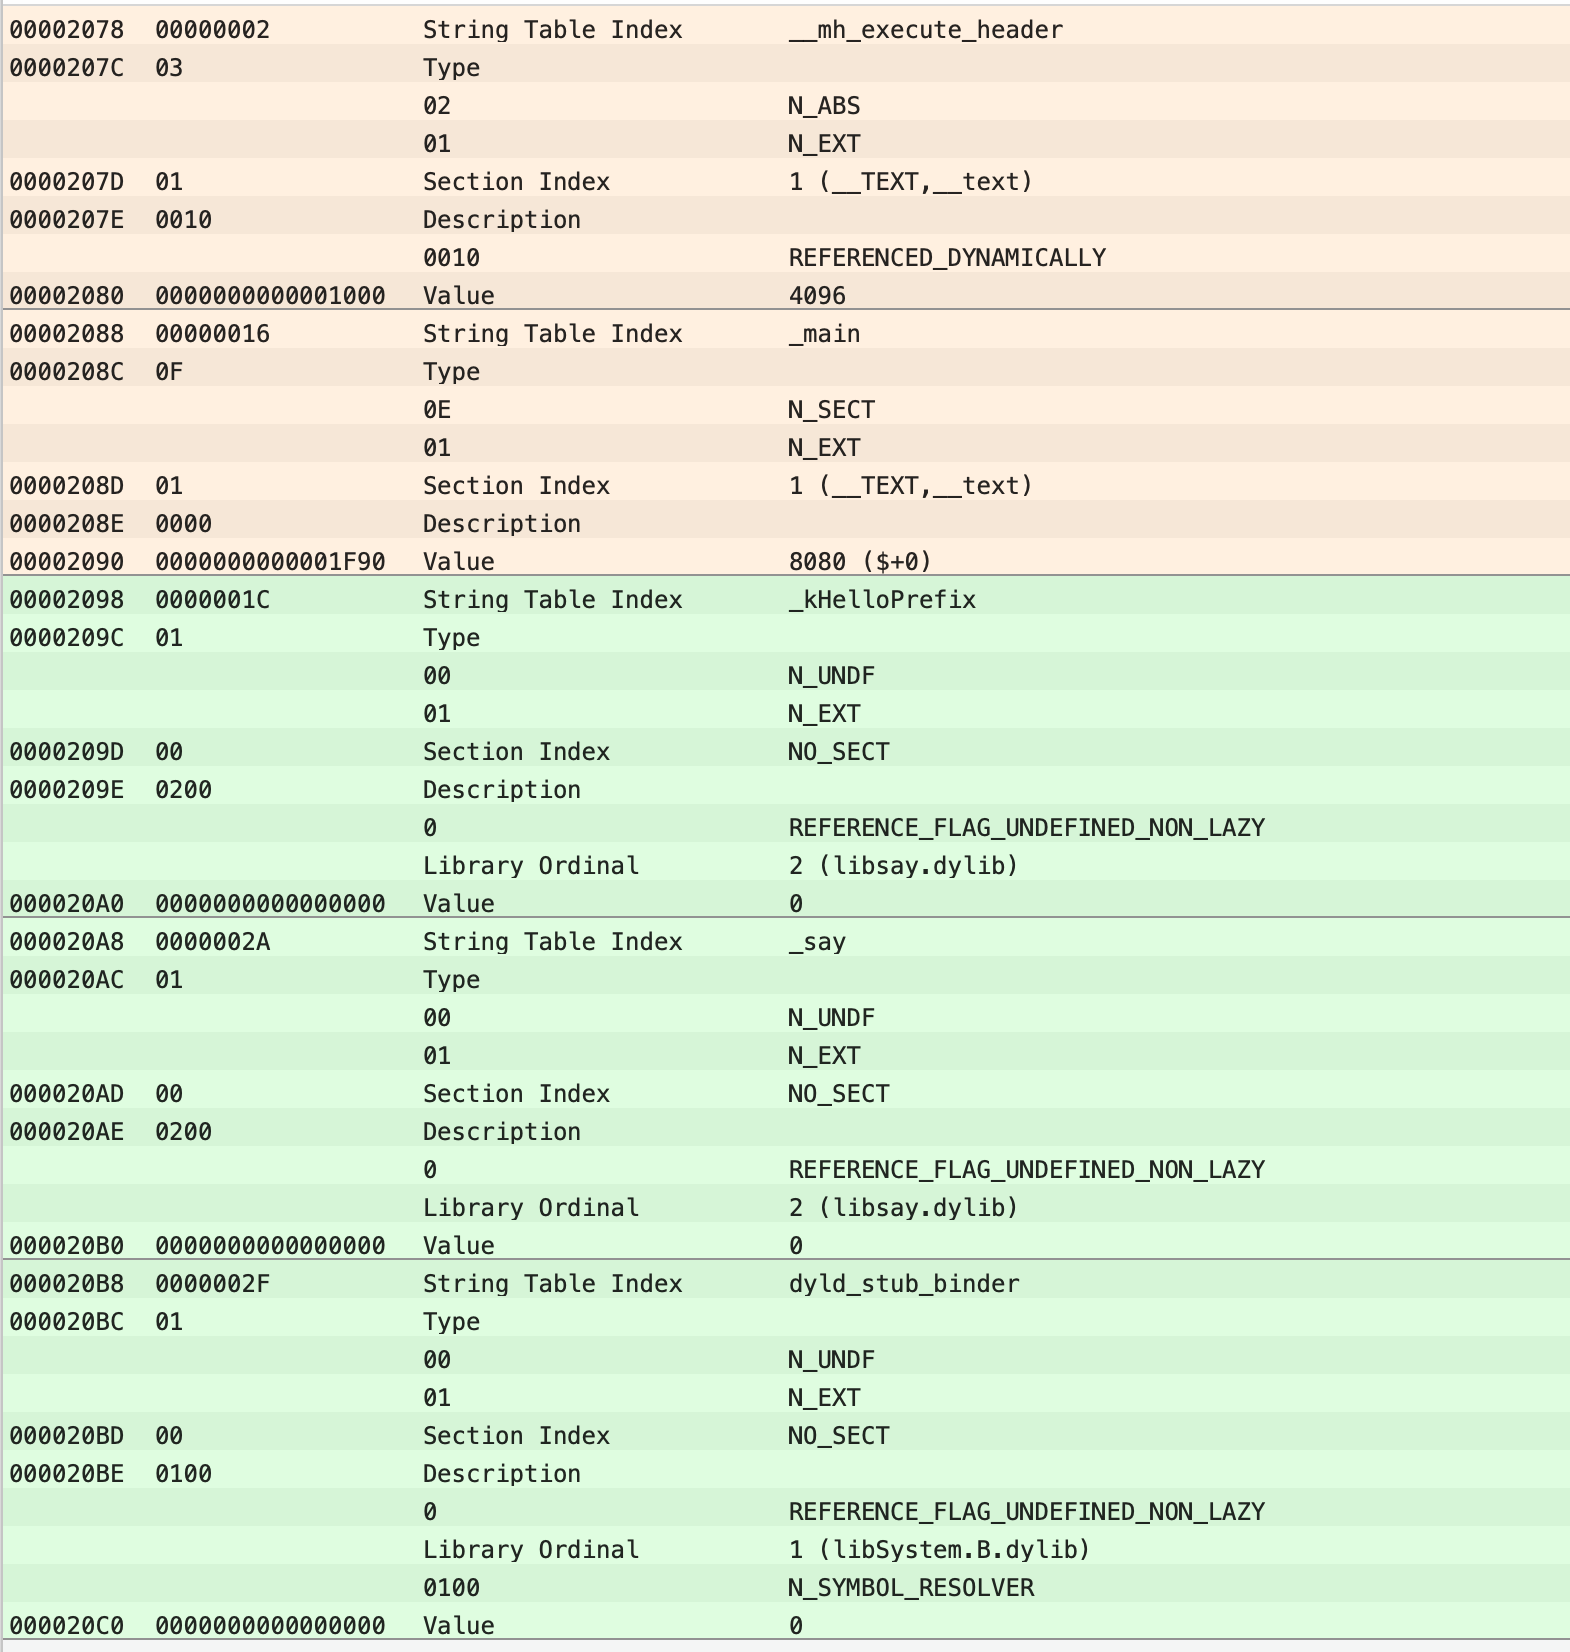 00002078 00000002 String Table Index __mh_execute_header
0000207C 03 Type
02 N_ABS
01 N_EXT
0000207D 01 Section Index 1 (__TEXT,__text)
0000207E 0010 Description
0010 REFERENCED_DYNAMICALLY
00002080 0000000000001000 Value 4096
00002088 00000016 String Table Index _main
0000208C 0F Type
0E N_SECT
01 N_EXT
0000208D 01 Section Index 1 (__TEXT,__text)
0000208E 0000 Description
00002090 0000000000001F90 Value 8080 ($+0)
00002098 0000001C String Table Index _kHelloPrefix
0000209C 01 Type
00 N_UNDF
01 N_EXT
0000209D 00 Section Index NO_SECT
0000209E 0200 Description
0 REFERENCE_FLAG_UNDEFINED_NON_LAZY
Library Ordinal 2 (libsay.dylib)
000020A0 0000000000000000 Value 0
000020A8 0000002A String Table Index _say
000020AC 01 Type
00 N_UNDF
01 N_EXT
000020AD 00 Section Index NO_SECT
000020AE 0200 Description
0 REFERENCE_FLAG_UNDEFINED_NON_LAZY
Library Ordinal 2 (libsay.dylib)
000020B0 0000000000000000 Value 0
000020B8 0000002F String Table Index dyld_stub_binder
000020BC 01 Type
00 N_UNDF
01 N_EXT
000020BD 00 Section Index NO_SECT
000020BE 0100 Description
0 REFERENCE_FLAG_UNDEFINED_NON_LAZY
Library Ordinal 1 (libSystem.B.dylib)
0100 N_SYMBOL_RESOLVER
000020C0 0000000000000000 Value 0